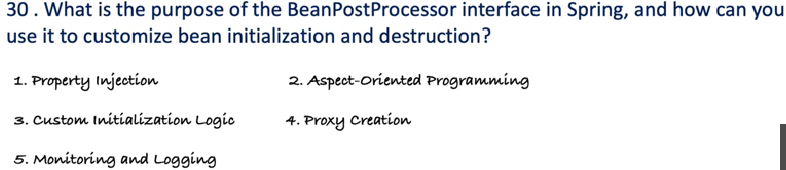 30 . What is the purpose of the BeanPostProcessor interface in Spring, and how can you
use it to customize bean initialization and destruction?
1. Property Injection
2. Aspect-Oriented Programming
3. Custom Initialization Logic
4. Proxy Creation
5. Monitoring and Logging